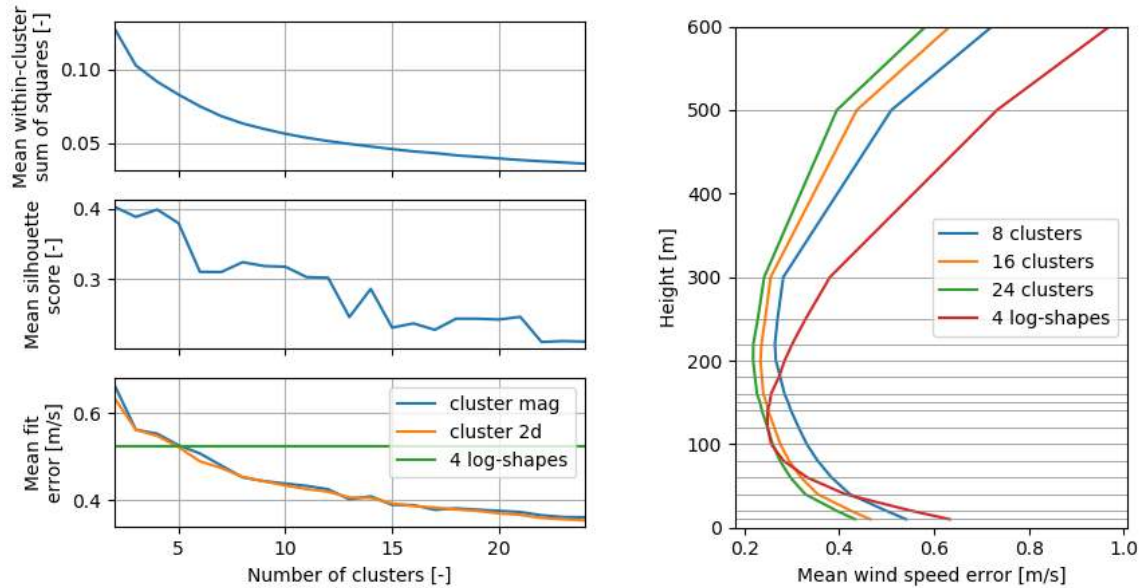 Mean within-cluster
sum of squares [-]
0.10
0.05
Mean silhouette
score [-]
0.4
0.3
Mean fit
error [m/s]
0.6
0.4
cluster mag
cluster 2d
4 log-shapes
5
10
15
20
Number of clusters [-]
Height [m]
600
500
400
300
200
100
0
8 clusters
16 clusters
24 clusters
4 log-shapes
0.2
0.4
0.6
0.8
1.0
Mean wind speed error [m/s]